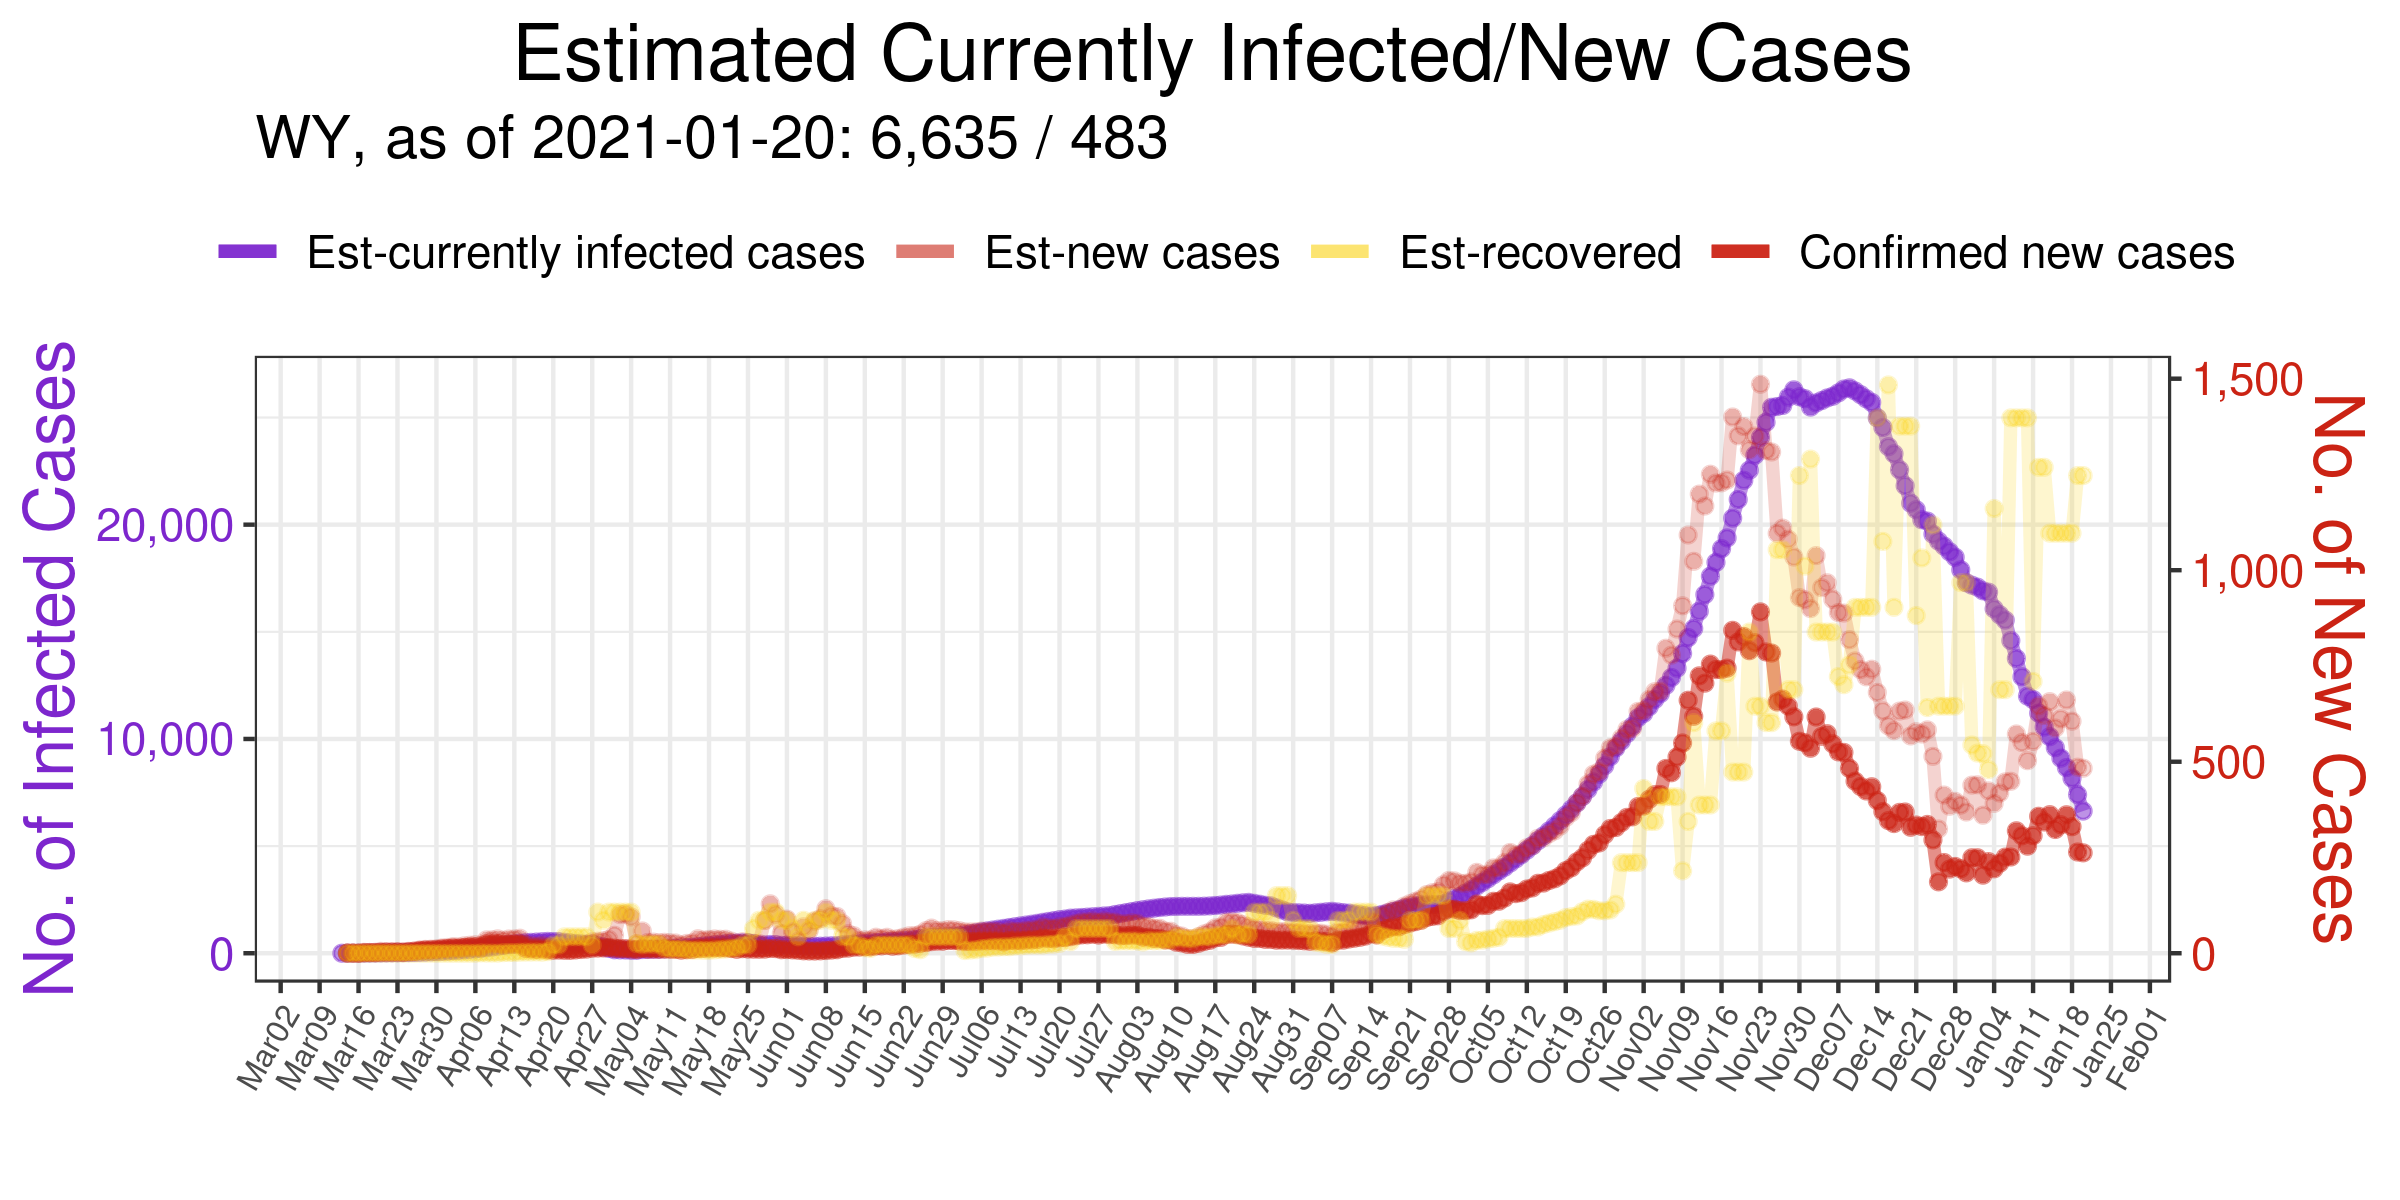 Estimated Currently Infected/New Cases
WY, as of 2021-01-20: 6,635 / 483
Est-currently infected cases Est-new cases Est-recovered Confirmed new cases
No. of Infected Cases
20,000
10,000
0
1,500
1,000
500
0
No. of New Cases
Mar02 Mar09 Mar16 Mar23 Mar30 Apr06 Apr13 Apr20 Apr27 May04 May11 May18 May25 Jun01 Jun08 Jun15 Jun22 Jun29 Jul06 Jul13 Jul20 Jul27 Aug03 Aug10 Aug17 Aug24 Aug31 Sep07 Sep14 Sep21 Sep28 Oct05 Oct12 Oct19 Oct26 Nov02 Nov09 Nov16 Nov23 Nov30 Dec07 Dec14 Dec21 Dec28 Jan04 Jan11 Jan18 Jan25 Feb01